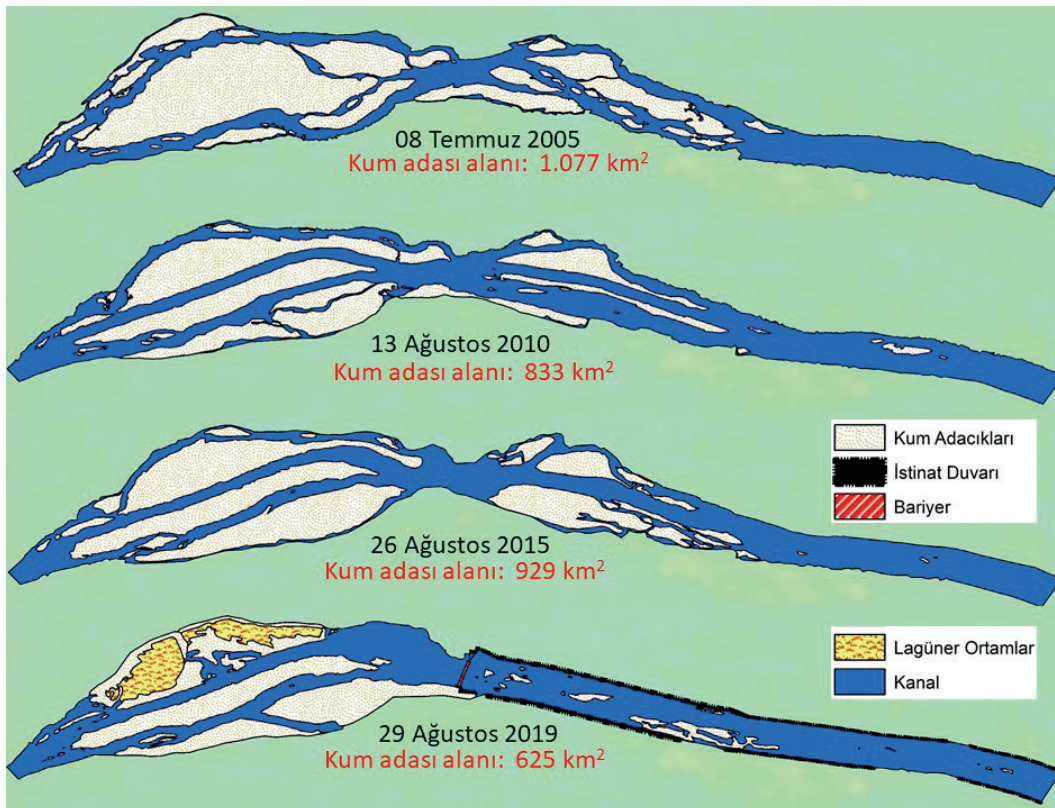 08 Temmuz 2005
Kum adası alanı: 1.077 km²
13 Ağustos 2010
Kum adası alanı: 833 km²
Kum Adacıkları
İstinat Duvarı
Bariyer
26 Ağustos 2015
Kum adası alanı: 929 km²
Lagüner Ortamlar
Kanal
29 Ağustos 2019
Kum adası alanı: 625 km²